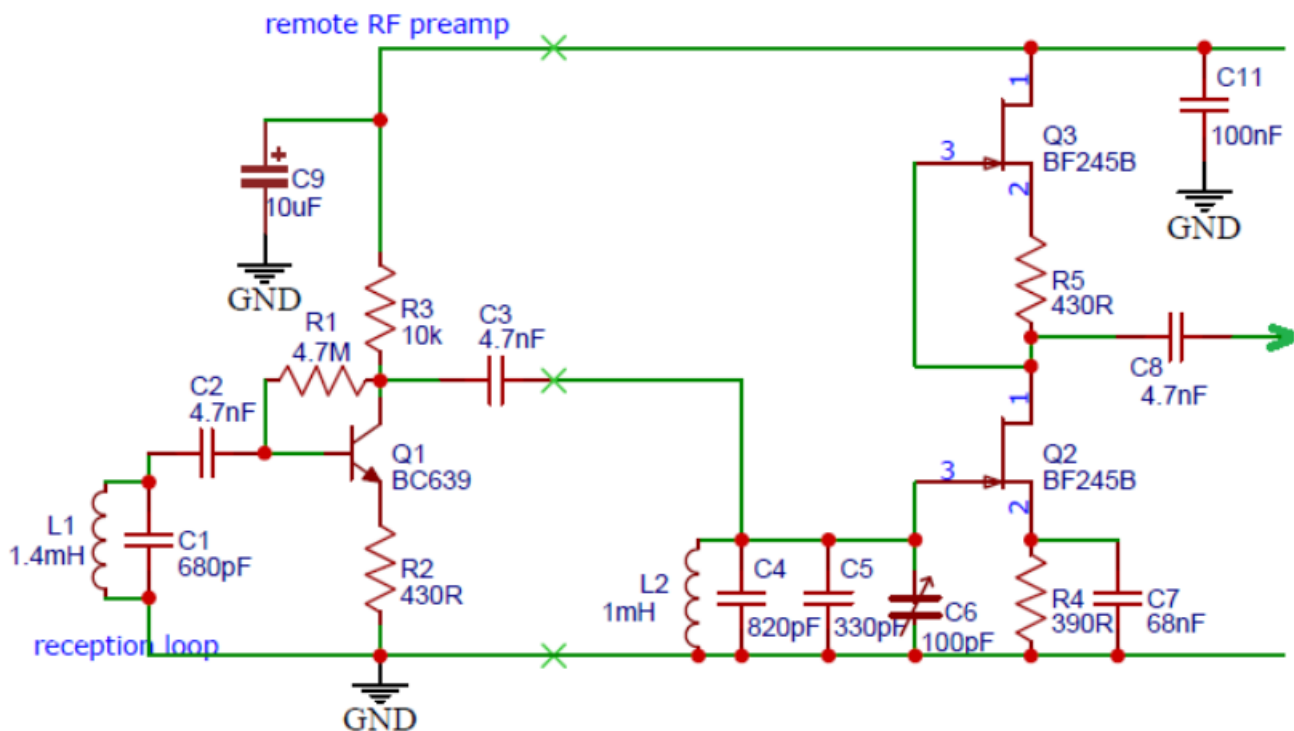 remote RF preamp
1
C11
100nF
GND
Q3
BF245B
3
2
C9
10uF
GND
R3
10k
C3
4.7nF
R1
4.7M
R5
430R
C8
4.7nF
C2
4.7nF
1
Q1
BC639
Q2
BF245B
3
2
L1
1.4mH
C1
680pF
R2
430R
L2
1mH
C4
820pF
C5
330pF
C6
100pF
R4
390R
C7
68nF
reception loop
GND